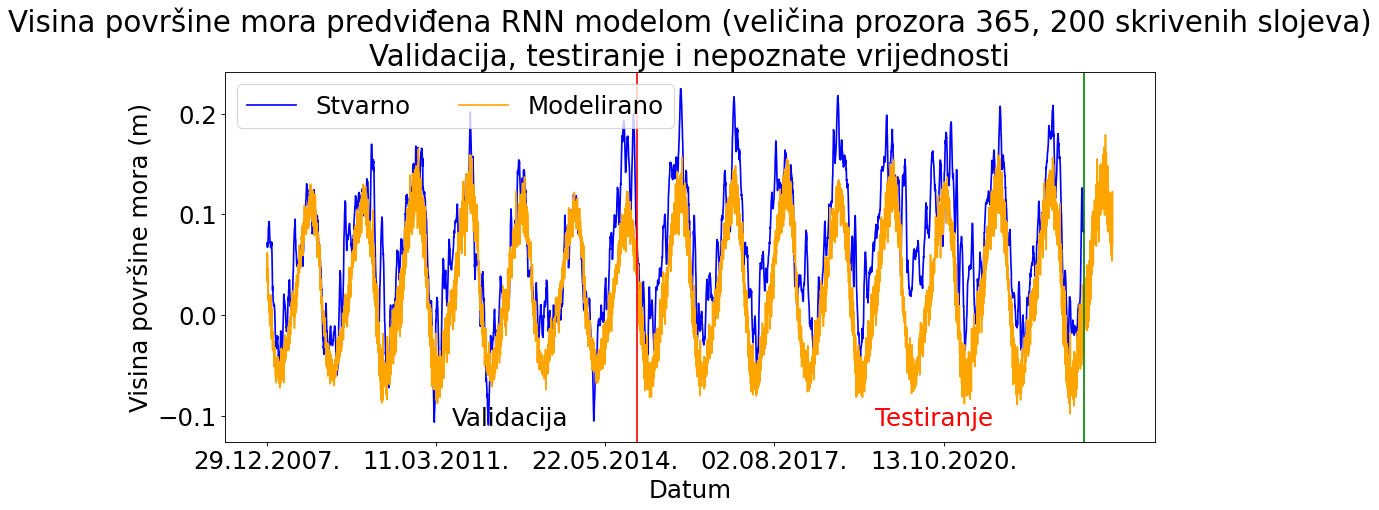 Visina površine mora predviđena RNN modelom (veličina prozora 365, 200 skrivenih slojeva)
Validacija, testiranje i nepoznate vrijednosti
Stvarno Modelirano
Visina površine mora (m)
0.2
0.1
0.0
−0.1
Validacija Testiranje
29.12.2007. 11.03.2011. 22.05.2014. 02.08.2017. 13.10.2020.
Datum